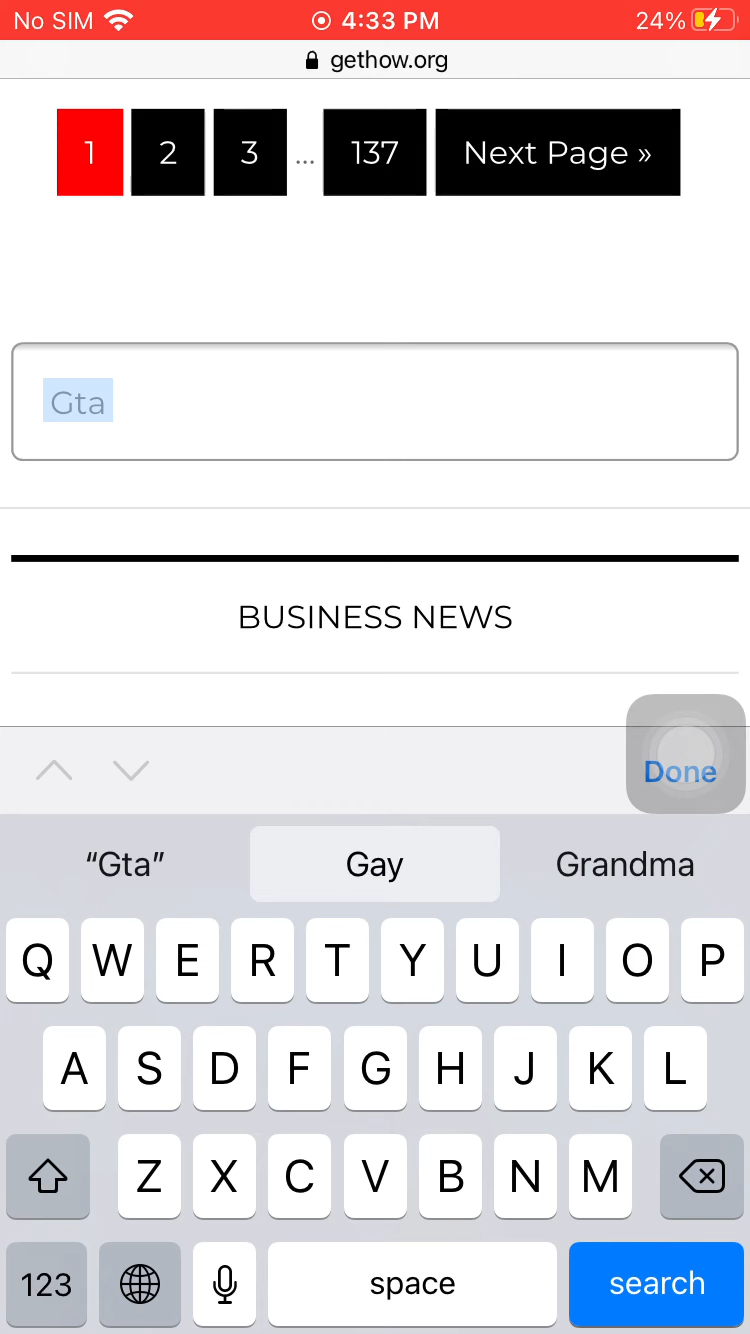 No SIM 4:33 PM 24%
gethow.org
1 2 3 ... 137 Next Page »
Gta
BUSINESS NEWS
Done
“Gta” Gay Grandma
Q W E R T Y U I O P
A S D F G H J K L
Z X C V B N M
123 space search